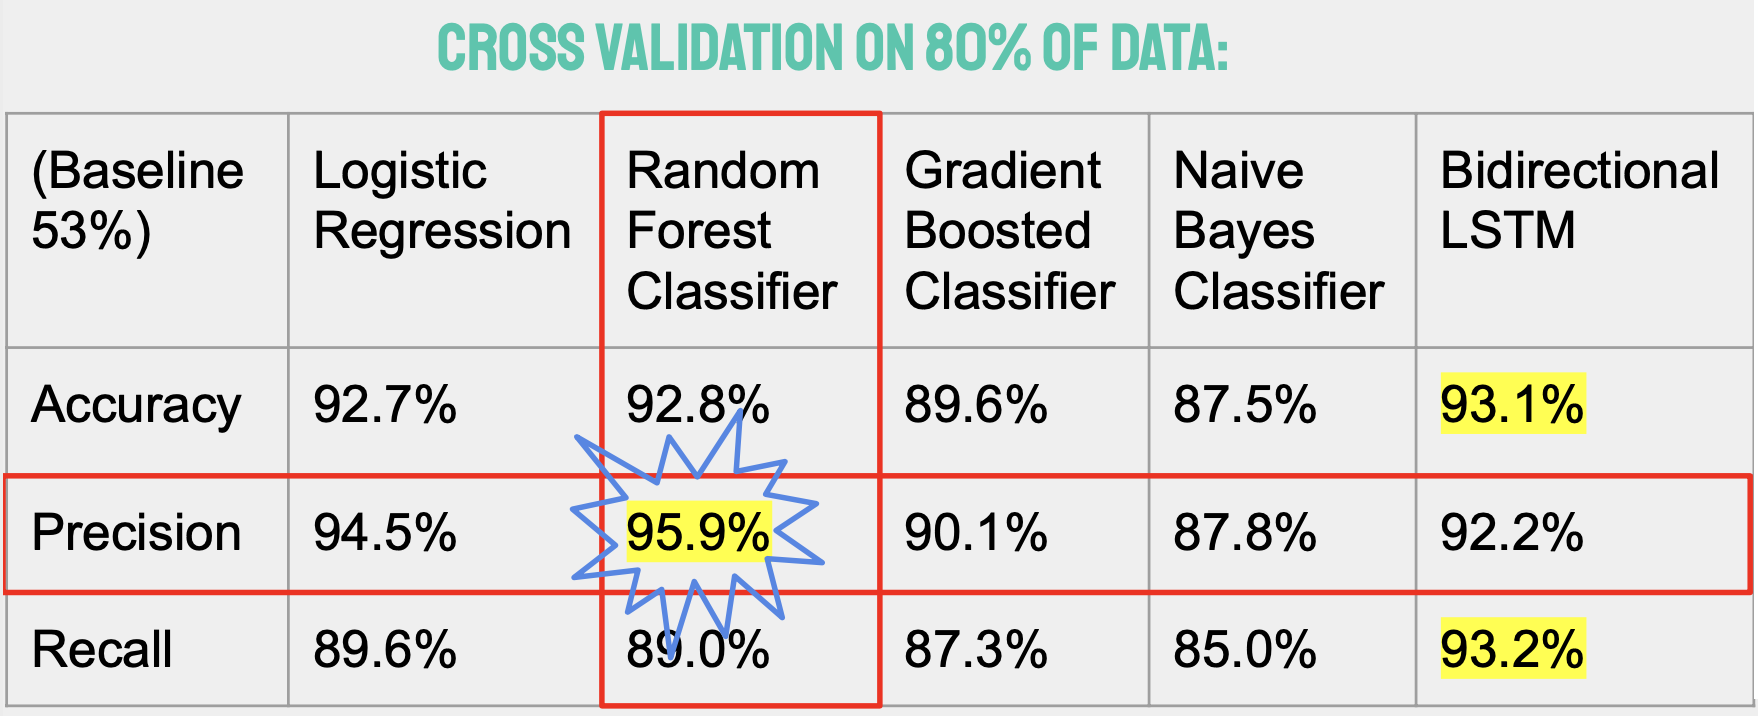 CROSS VALIDATION ON 80% OF DATA:
(Baseline 53%) Logistic Regression Random Forest Classifier Gradient Boosted Classifier Naive Bayes Classifier Bidirectional LSTM
Accuracy 92.7% 92.8% 89.6% 87.5% 93.1%
Precision 94.5% 95.9% 90.1% 87.8% 92.2%
Recall 89.6% 89.0% 87.3% 85.0% 93.2%